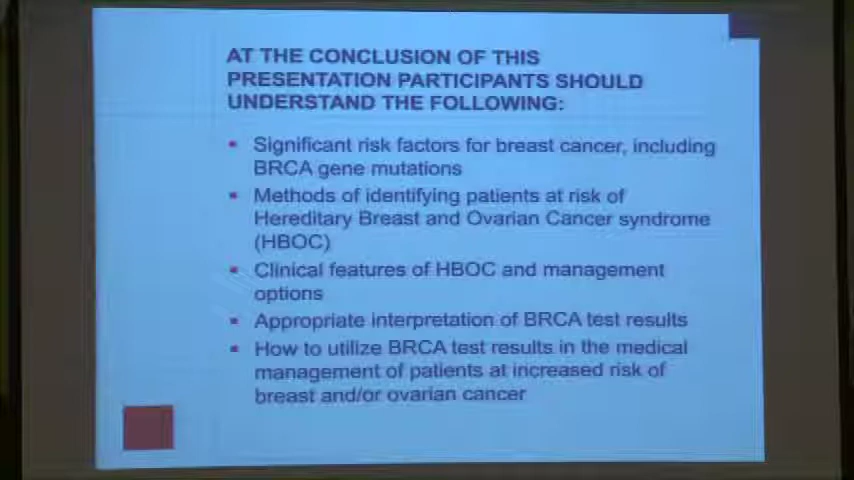 AT THE CONCLUSION OF THIS
PRESENTATION PARTICIPANTS SHOULD
UNDERSTAND THE FOLLOWING:
▪ Significant risk factors for breast cancer, including
BRCA gene mutations
▪ Methods of identifying patients at risk of
Hereditary Breast and Ovarian Cancer syndrome
(HBOC)
▪ Clinical features of HBOC and management
options
▪ Appropriate interpretation of BRCA test results
▪ How to utilize BRCA test results in the medical
management of patients at increased risk of
breast and/or ovarian cancer